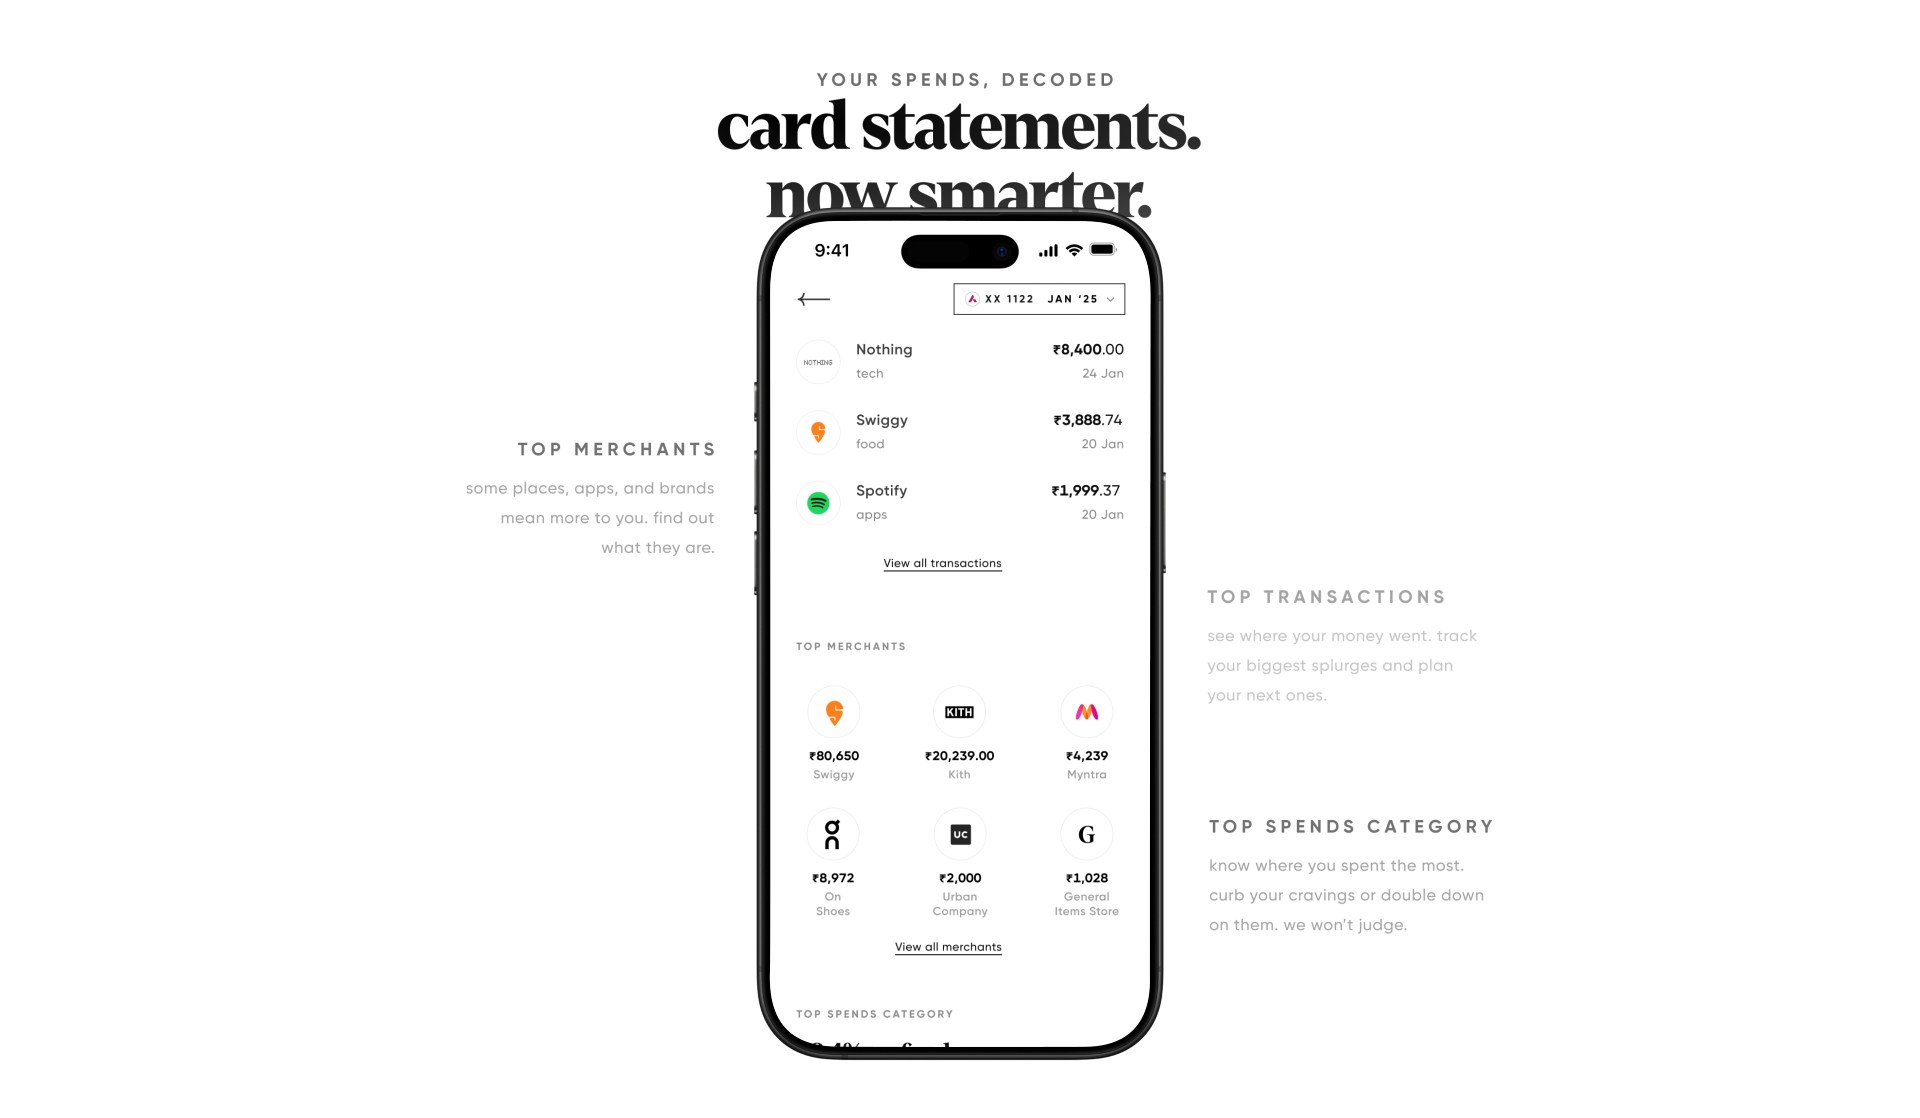 YOUR SPENDS, DECODED
card statements.
now smarter.
9:41
XX 1122 JAN '25
NOTHING
Nothing
₹8,400.00
tech
24 Jan
Swiggy
₹3,888.74
food
20 Jan
Spotify
₹1,999.37
apps
20 Jan
View all transactions
TOP MERCHANTS
KITH
₹80,650
₹20,239.00
₹4,239
Swiggy
Kith
Myntra
UC
G
₹8,972
₹2,000
₹1,028
On
Shoes
Urban
Company
General
Items Store
View all merchants
TOP SPENDS CATEGORY
TOP MERCHANTS
some places, apps, and brands
mean more to you. find out
what they are.
TOP TRANSACTIONS
see where your money went. track
your biggest splurges and plan
your next ones.
TOP SPENDS CATEGORY
know where you spent the most.
curb your cravings or double down
on them. we won’t judge.